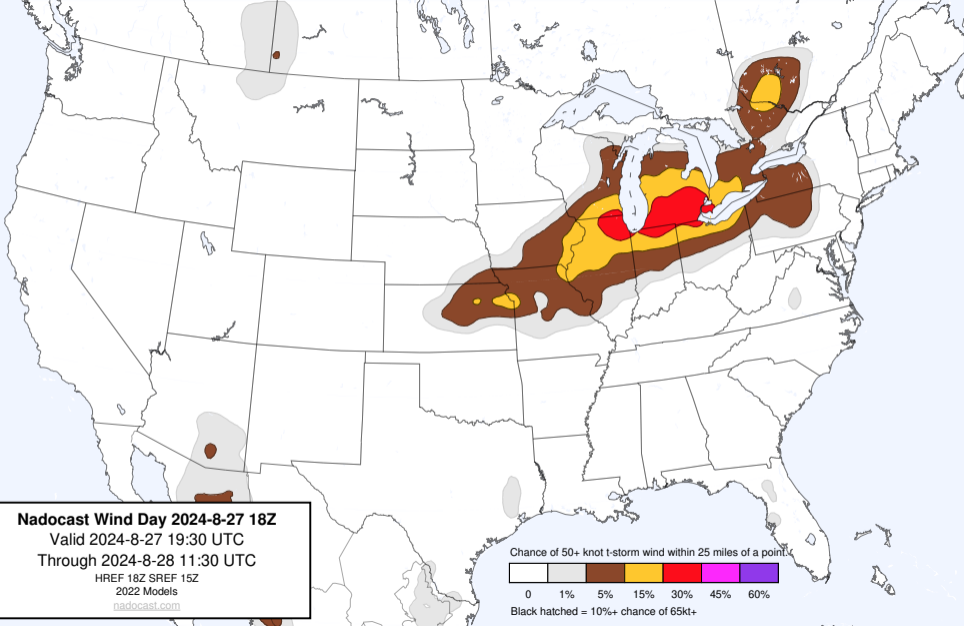 Nadocast Wind Day 2024-8-27 18Z
Valid 2024-8-27 19:30 UTC
Through 2024-8-28 11:30 UTC
HREF 18Z SREF 15Z
2022 Models
nadocast.com
Chance of 50+ knot t-storm wind within 25 miles of a point.
0 1% 5% 15% 30% 45% 60%
Black hatched = 10%+ chance of 65kt+